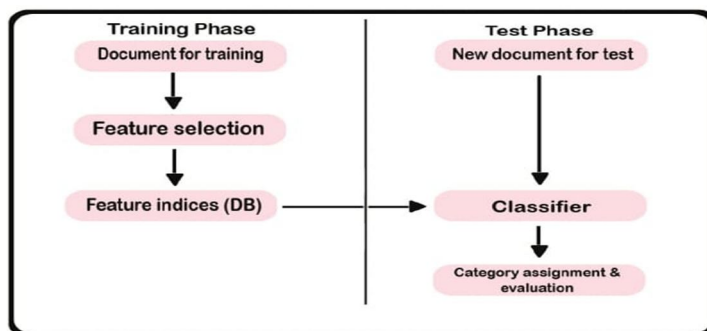 Training Phase
Document for training
Feature selection
Feature indices (DB)
Test Phase
New document for test
Classifier
Category assignment &
evaluation